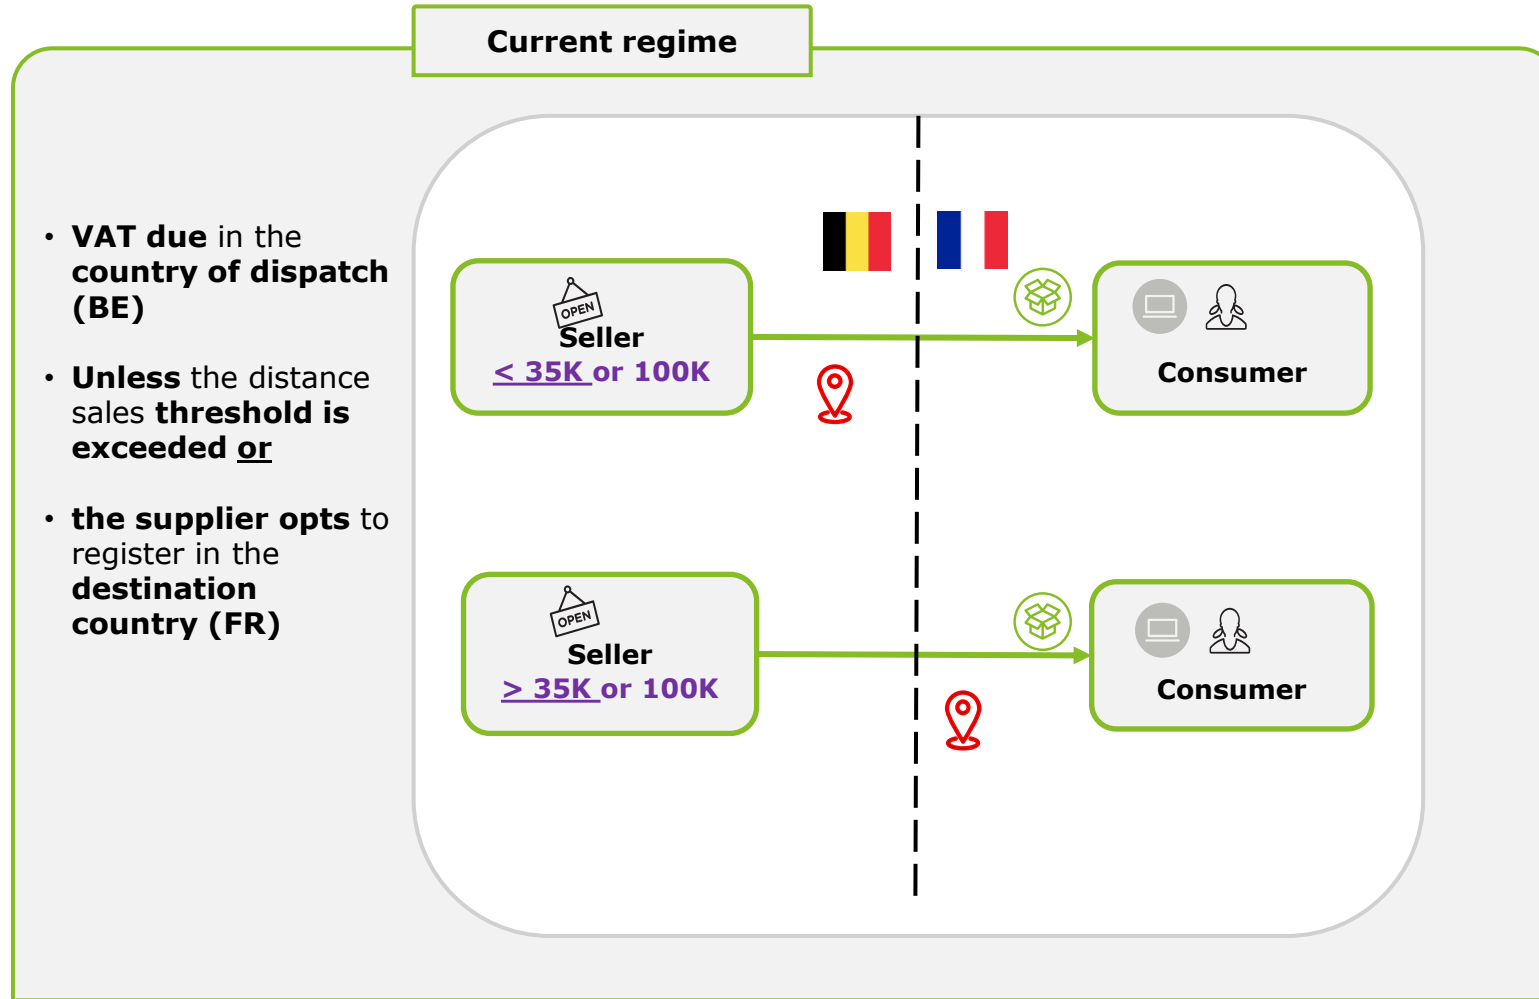 Current regime
• VAT due in the
country of dispatch
(BE)
• Unless the distance
sales threshold is
exceeded or
• the supplier opts to
register in the
destination
country (FR)
OPEN
Seller
< 35K or 100K
Consumer
OPEN
Seller
> 35K or 100K
Consumer